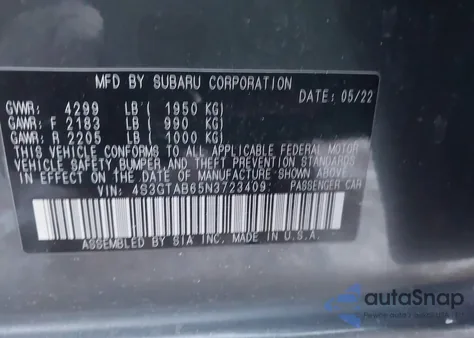 MFD BY SUBARU CORPORATION
DATE: 05/22
GVWR: 4299 LB ( 1950 KG)
GAWR: F 2183 LB ( 990 KG)
GAWR: R 2205 LB ( 1000 KG)
THIS VEHICLE CONFORMS TO ALL APPLICABLE FEDERAL MOTOR
VEHICLE SAFETY, BUMPER, AND THEFT PREVENTION STANDARDS
IN EFFECT ON THE DATE OF MANUFACTURE SHOWN ABOVE.
VIN: 4S3GTAB65N3723409 PASSENGER CAR
ASSEMBLED BY SIA INC. MADE IN U.S.A.
autoSnap